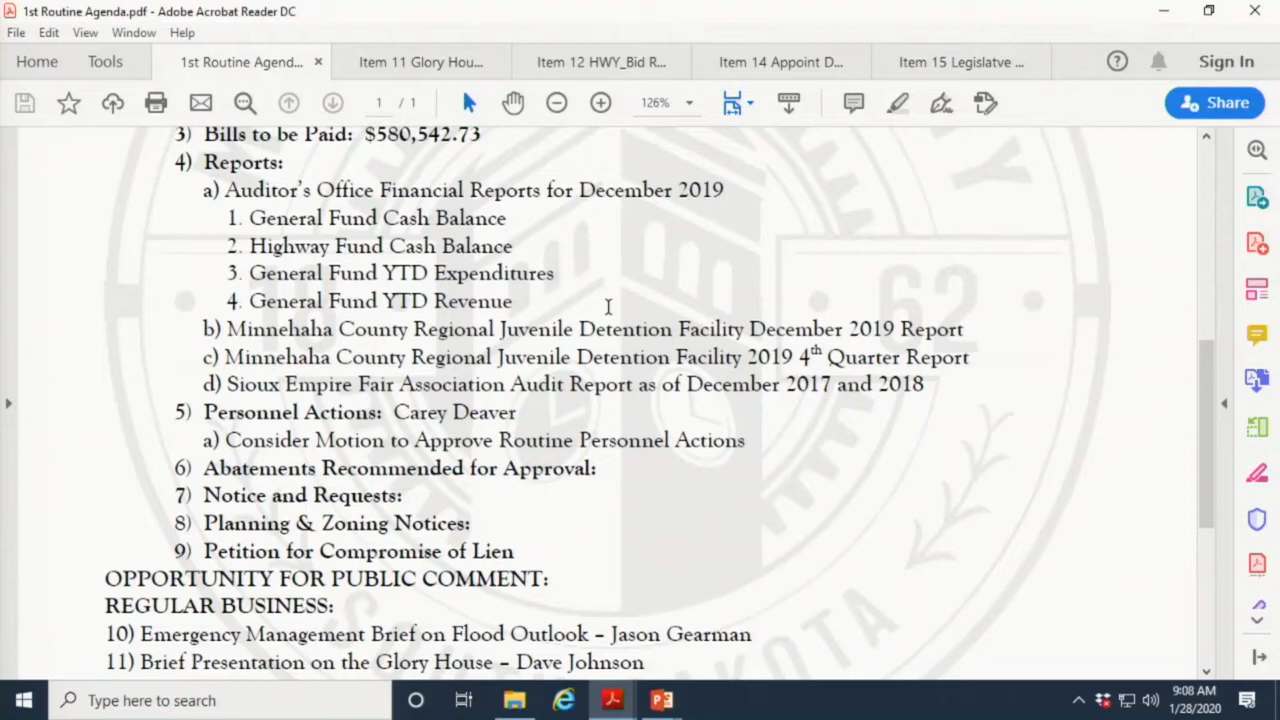 1st Routine Agenda.pdf - Adobe Acrobat Reader DC
File Edit View Window Help
Home Tools 1st Routine Agend... × Item 11 Glory Hou... Item 12 HWY_Bid R... Item 14 Appoint D... Item 15 Legislatve ... Sign In
1 / 1 126% Share
3) Bills to be Paid: $580,542.73
4) Reports:
a) Auditor's Office Financial Reports for December 2019
1. General Fund Cash Balance
2. Highway Fund Cash Balance
3. General Fund YTD Expenditures
4. General Fund YTD Revenue
b) Minnehaha County Regional Juvenile Detention Facility December 2019 Report
c) Minnehaha County Regional Juvenile Detention Facility 2019 4th Quarter Report
d) Sioux Empire Fair Association Audit Report as of December 2017 and 2018
5) Personnel Actions: Carey Deaver
a) Consider Motion to Approve Routine Personnel Actions
6) Abatements Recommended for Approval:
7) Notice and Requests:
8) Planning & Zoning Notices:
9) Petition for Compromise of Lien
OPPORTUNITY FOR PUBLIC COMMENT:
REGULAR BUSINESS:
10) Emergency Management Brief on Flood Outlook – Jason Gearman
11) Brief Presentation on the Glory House – Dave Johnson
62
Type here to search
9:08 AM
1/28/2020